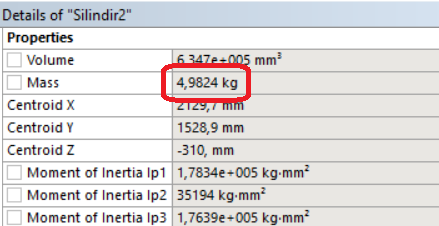 Details of "Silindir2"
Properties
Volume 6,347e+005 mm³
Mass 4,9824 kg
Centroid X 2129,7 mm
Centroid Y 1528,9 mm
Centroid Z -310, mm
Moment of Inertia Ip1 1,7834e+005 kg·mm²
Moment of Inertia Ip2 35194 kg·mm²
Moment of Inertia Ip3 1,7639e+005 kg·mm²